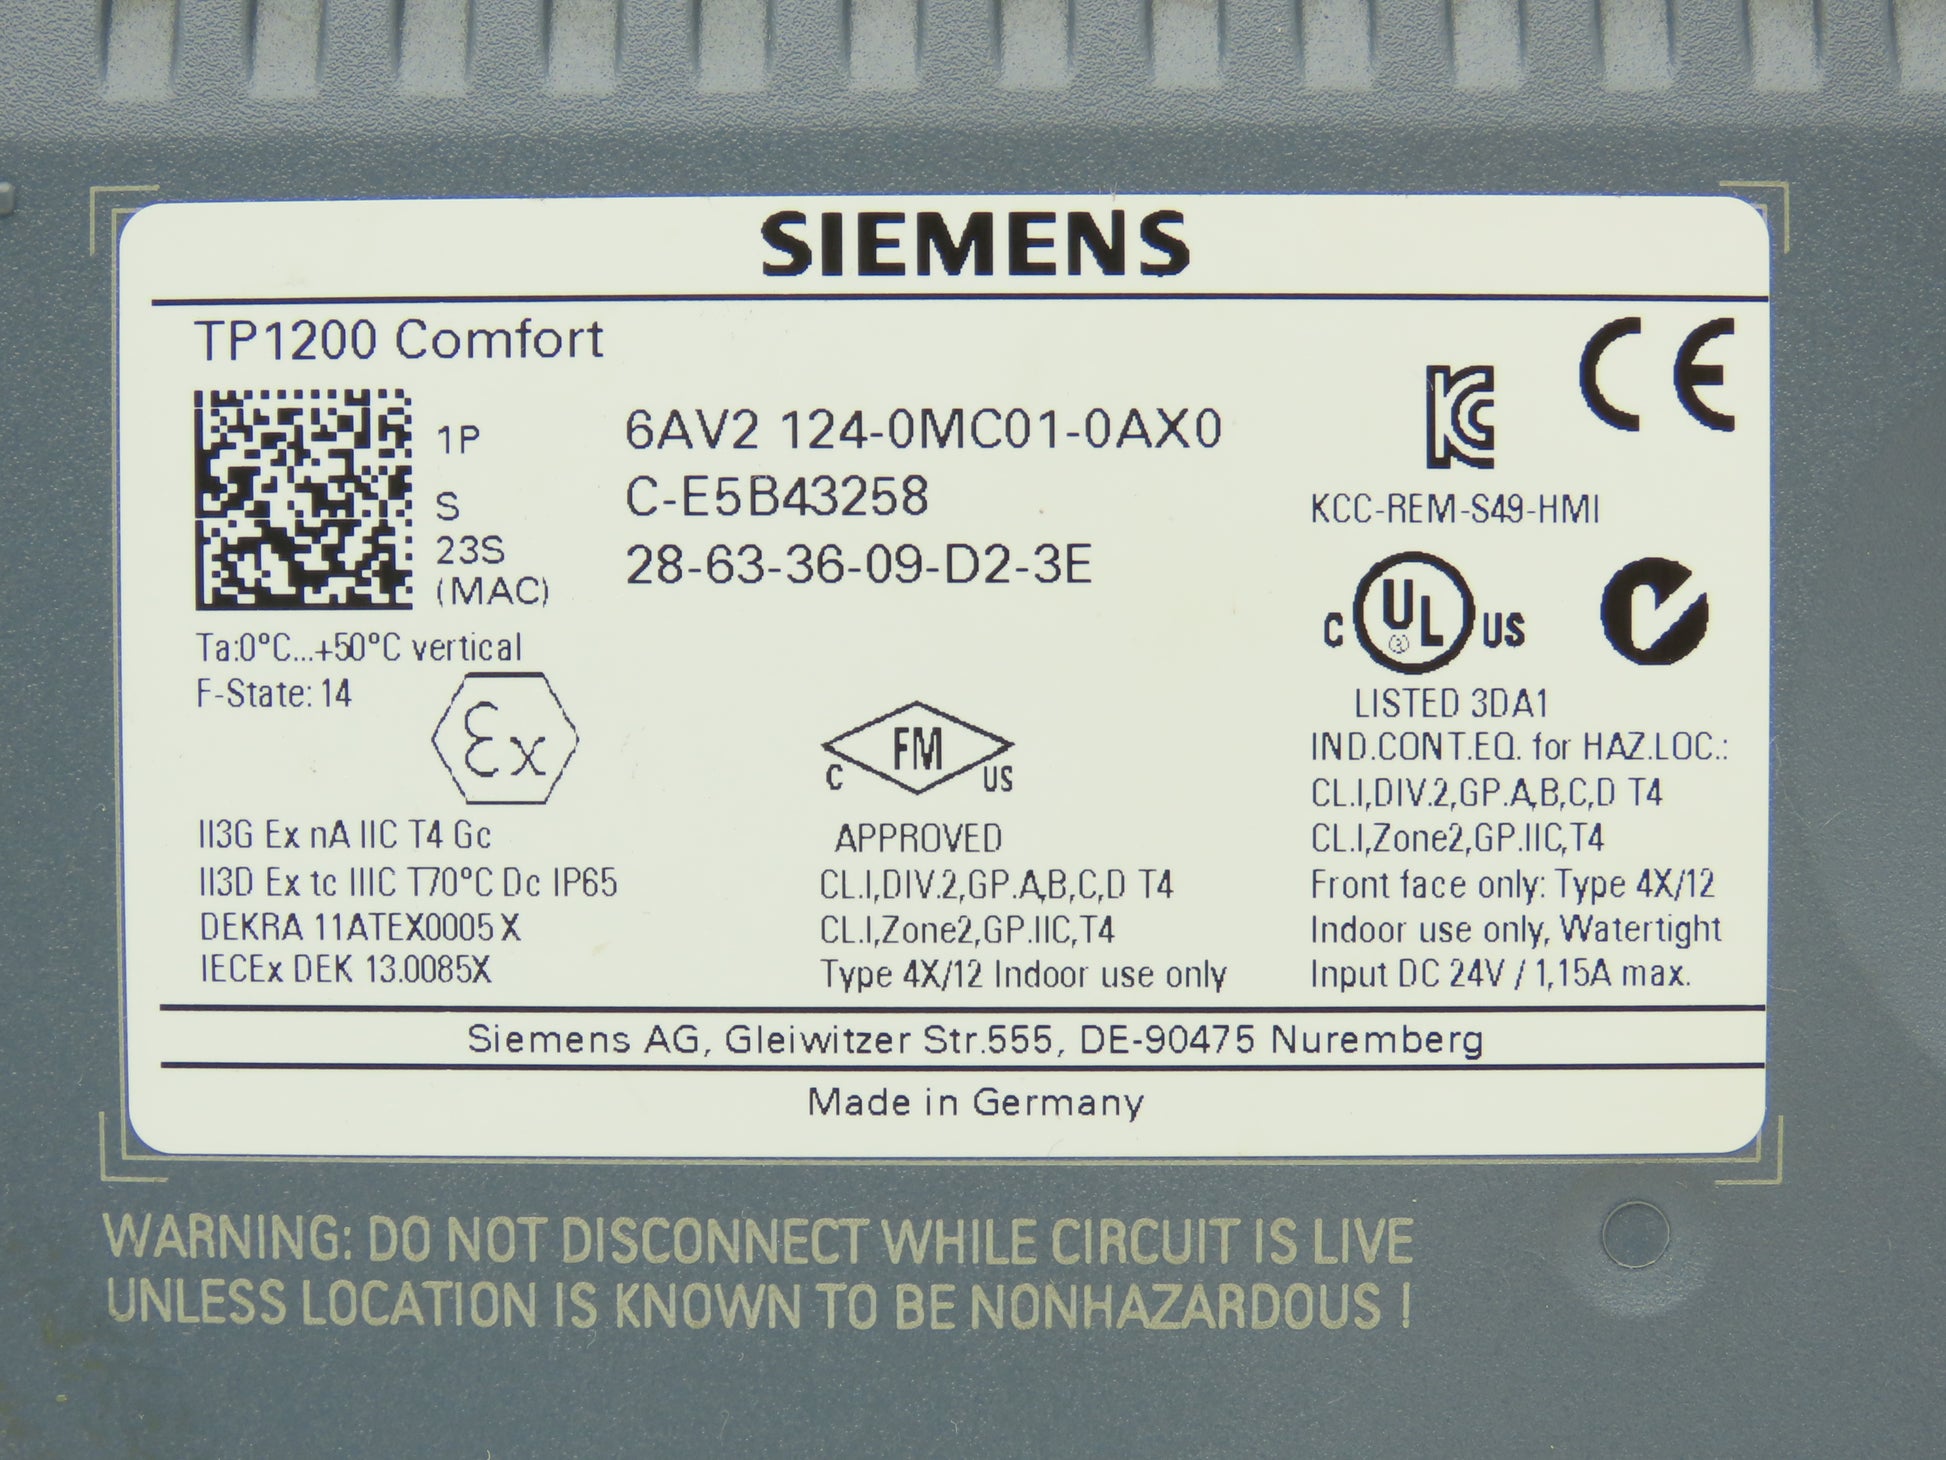 SIEMENS
TP1200 Comfort
CE
1P 6AV2 124-0MC01-0AX0
S C-E5B43258
KCC-REM-S49-HMI
23S
(MAC) 28-63-36-09-D2-3E
C UL US
Ta:0°C...+50°C vertical
F-State: 14
Ex
II3G Ex nA IIC T4 Gc
II3D Ex tc IIIC T70°C Dc IP65
DEKRA 11ATEX0005 X
IECEx DEK 13.0085X
C FM US
APPROVED
CL.I,DIV.2,GP.A,B,C,D T4
CL.I,Zone2,GP.IIC,T4
Type 4X/12 Indoor use only
LISTED 3DA1
IND.CONT.EQ. for HAZ.LOC.:
CL.I,DIV.2,GP.A,B,C,D T4
CL.I,Zone2,GP.IIC,T4
Front face only: Type 4X/12
Indoor use only, Watertight
Input DC 24V / 1,15A max.
Siemens AG, Gleiwitzer Str.555, DE-90475 Nuremberg
Made in Germany
WARNING: DO NOT DISCONNECT WHILE CIRCUIT IS LIVE
UNLESS LOCATION IS KNOWN TO BE NONHAZARDOUS !